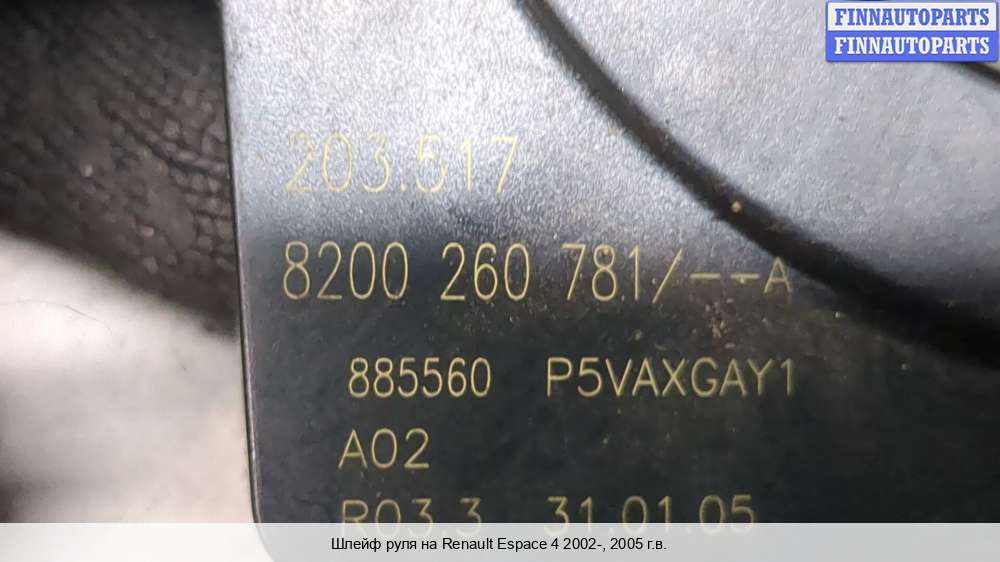 FINNAUTOPARTS
FINNAUTOPARTS
203.517
8200 260 781/---A
885560 P5VAXGAY1
A02
R03.3 31.01.05
Шлейф руля на Renault Espace 4 2002-, 2005 г.в.